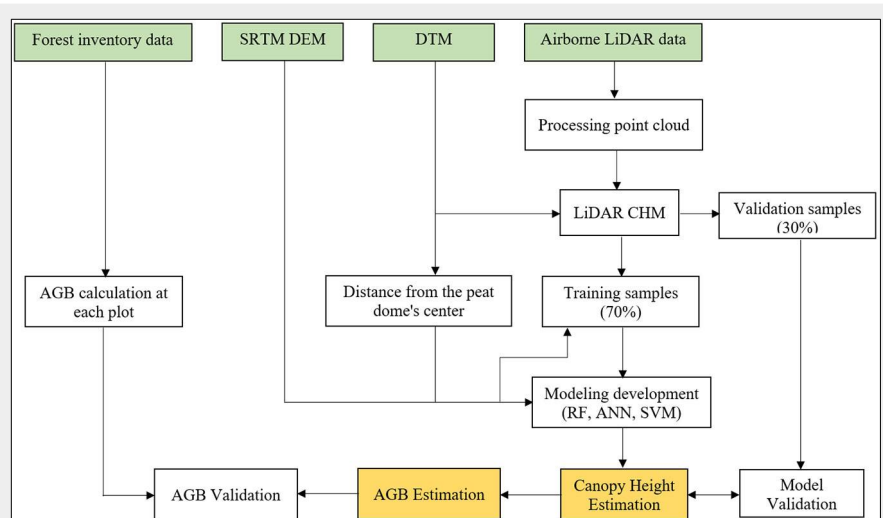 Forest inventory data
SRTM DEM
DTM
Airborne LiDAR data
Processing point cloud
LiDAR CHM
Validation samples
(30%)
AGB calculation at
each plot
Distance from the peat
dome's center
Training samples
(70%)
Modeling development
(RF, ANN, SVM)
AGB Validation
AGB Estimation
Canopy Height
Estimation
Model
Validation